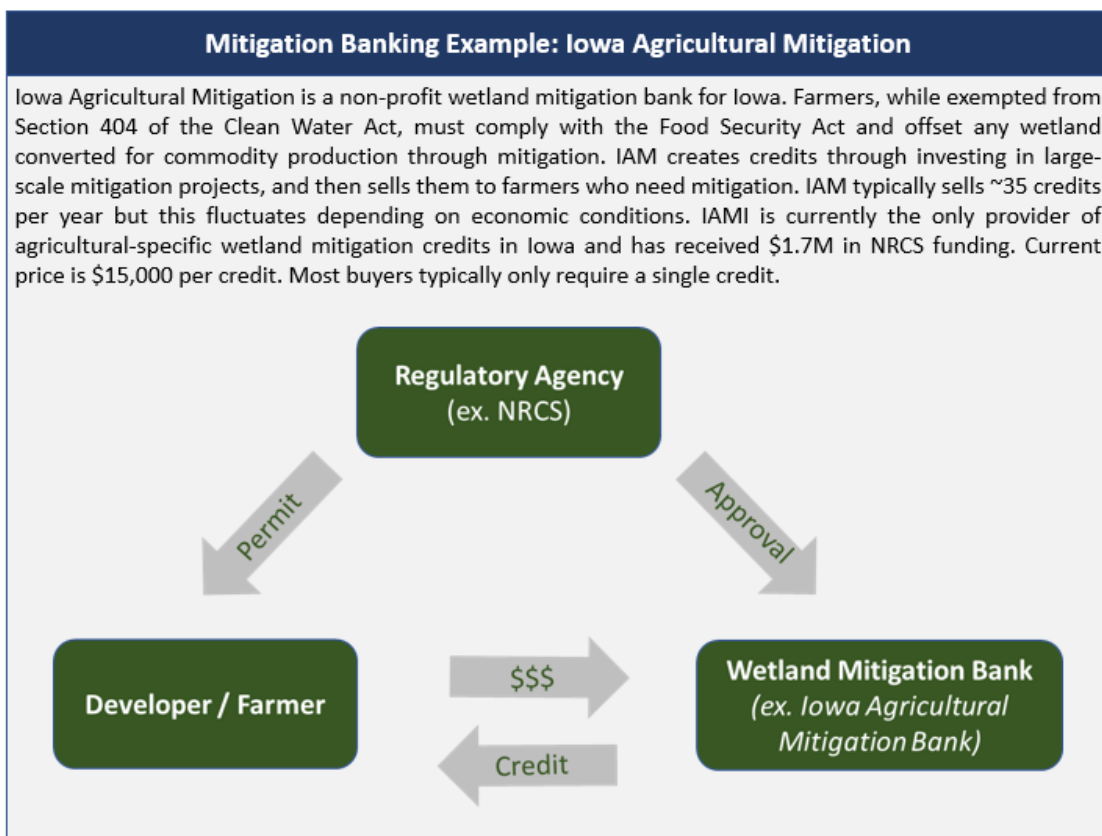 Mitigation Banking Example: Iowa Agricultural Mitigation
Iowa Agricultural Mitigation is a non-profit wetland mitigation bank for Iowa. Farmers, while exempted from
Section 404 of the Clean Water Act, must comply with the Food Security Act and offset any wetland
converted for commodity production through mitigation. IAM creates credits through investing in large-
scale mitigation projects, and then sells them to farmers who need mitigation. IAM typically sells ~35 credits
per year but this fluctuates depending on economic conditions. IAMI is currently the only provider of
agricultural-specific wetland mitigation credits in Iowa and has received $1.7M in NRCS funding. Current
price is $15,000 per credit. Most buyers typically only require a single credit.
Regulatory Agency
(ex. NRCS)
Permit
Approval
Developer / Farmer
$$$
Credit
Wetland Mitigation Bank
(ex. Iowa Agricultural
Mitigation Bank)